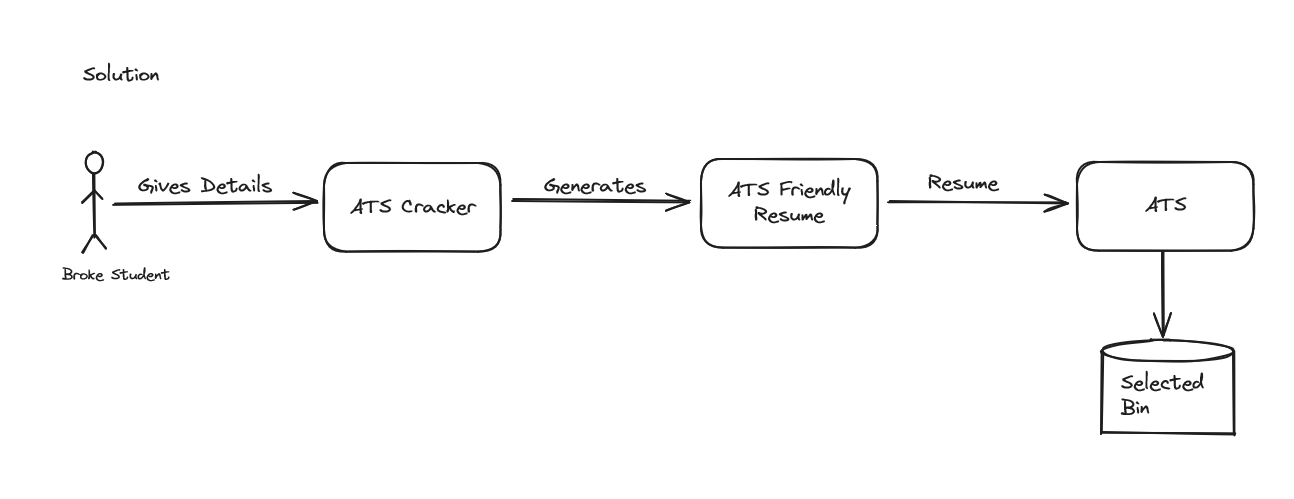 Solution
Gives Details
ATS Cracker
Generates
ATS Friendly
Resume
Resume
ATS
Broke Student
Selected
Bin